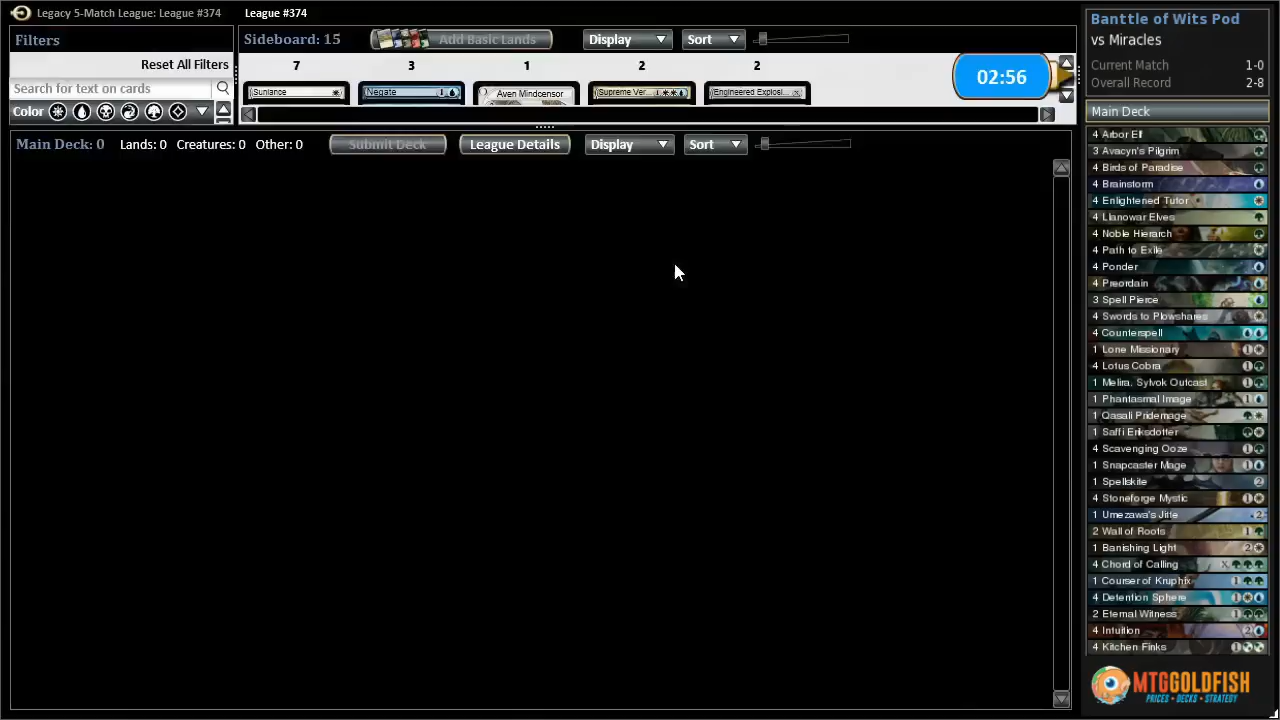 Legacy 5-Match League: League #374
League #374
Filters
Reset All Filters
Search for text on cards
Color
Sideboard: 15
Add Basic Lands
Display
Sort
7
3
1
2
2
Sunlance
Negate
Aven Mindcensor
Supreme Ver...
Engineered Explosi...
02:56
Main Deck: 0
Lands: 0
Creatures: 0
Other: 0
Submit Deck
League Details
Display
Sort
Banttle of Wits Pod
vs Miracles
Current Match 1-0
Overall Record 2-8
Main Deck
4 Arbor Elf
3 Avacyn's Pilgrim
4 Birds of Paradise
4 Brainstorm
4 Enlightened Tutor
4 Llanowar Elves
4 Noble Hierarch
4 Path to Exile
4 Ponder
4 Preordain
3 Spell Pierce
4 Swords to Plowshares
4 Counterspell
1 Lone Missionary
4 Lotus Cobra
1 Melira, Sylvok Outcast
1 Phantasmal Image
1 Qasali Pridemage
1 Saffi Eriksdotter
4 Scavenging Ooze
1 Snapcaster Mage
1 Spellskite
4 Stoneforge Mystic
1 Umezawa's Jitte
2 Wall of Roots
1 Banishing Light
4 Chord of Calling
1 Courser of Kruphix
4 Detention Sphere
2 Eternal Witness
4 Intuition
4 Kitchen Finks
MTGGOLDFISH
PRICES • DECKS • STRATEGY